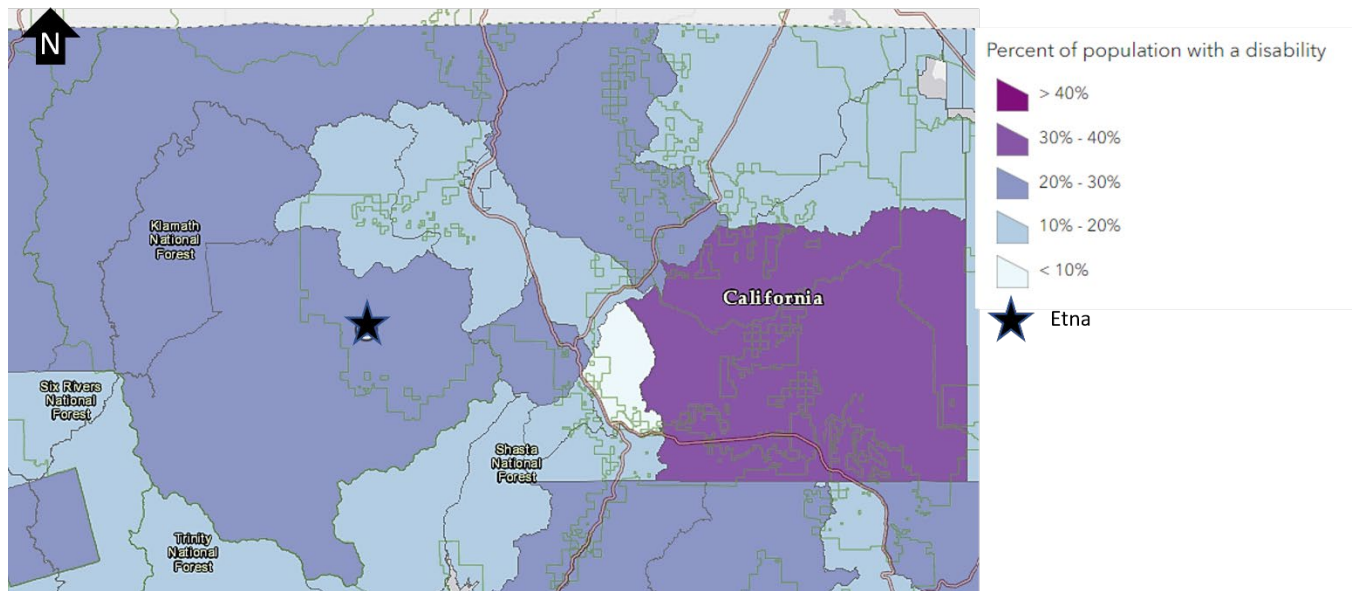 N
Percent of population with a disability
> 40%
30% - 40%
20% - 30%
10% - 20%
< 10%
Etna
Klamath
National
Forest
California
Six Rivers
National
Forest
Shasta
National
Forest
Trinity
National
Forest